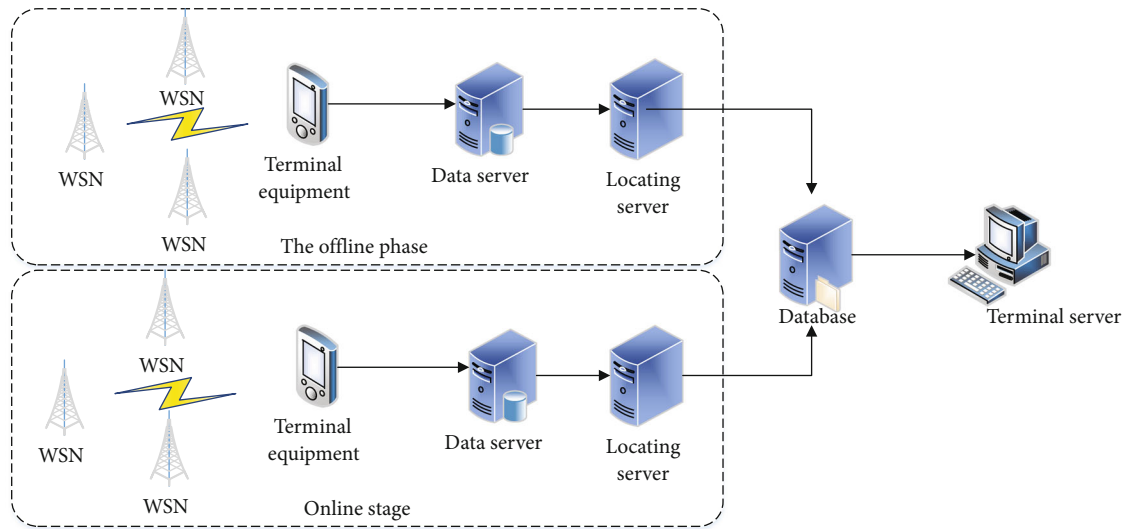 WSN
WSN
WSN
Terminal
equipment
Data server
Locating
server
The offline phase
Database
Terminal server
WSN
WSN
WSN
Terminal
equipment
Data server
Locating
server
Online stage